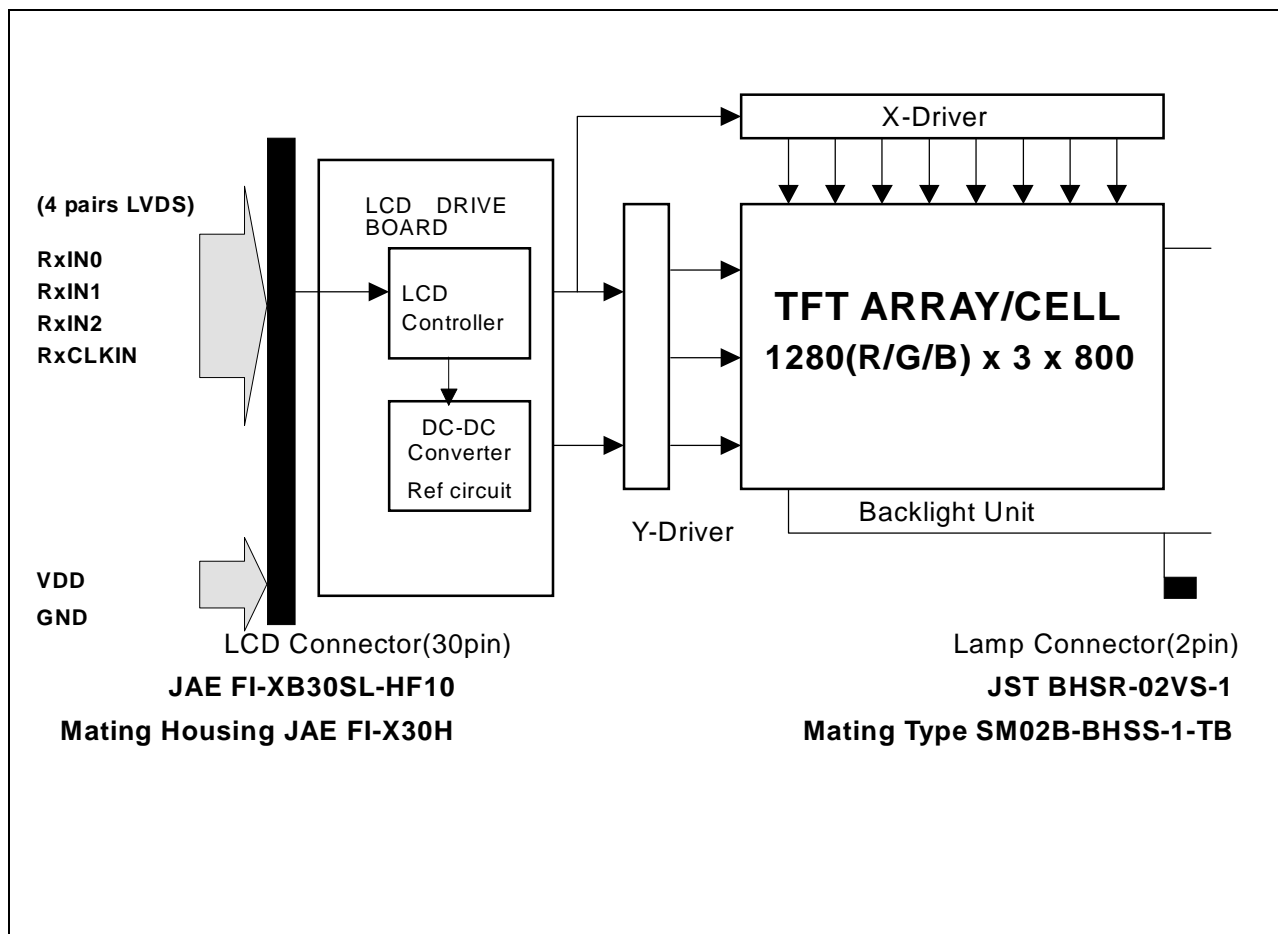 X-Driver
(4 pairs LVDS)
RxIN0
RxIN1
RxIN2
RxCLKIN
LCD DRIVE
BOARD
LCD
Controller
DC-DC
Converter
Ref circuit
TFT ARRAY/CELL
1280(R/G/B) x 3 x 800
Y-Driver
Backlight Unit
VDD
GND
LCD Connector(30pin)
JAE FI-XB30SL-HF10
Mating Housing JAE FI-X30H
Lamp Connector(2pin)
JST BHSR-02VS-1
Mating Type SM02B-BHSS-1-TB